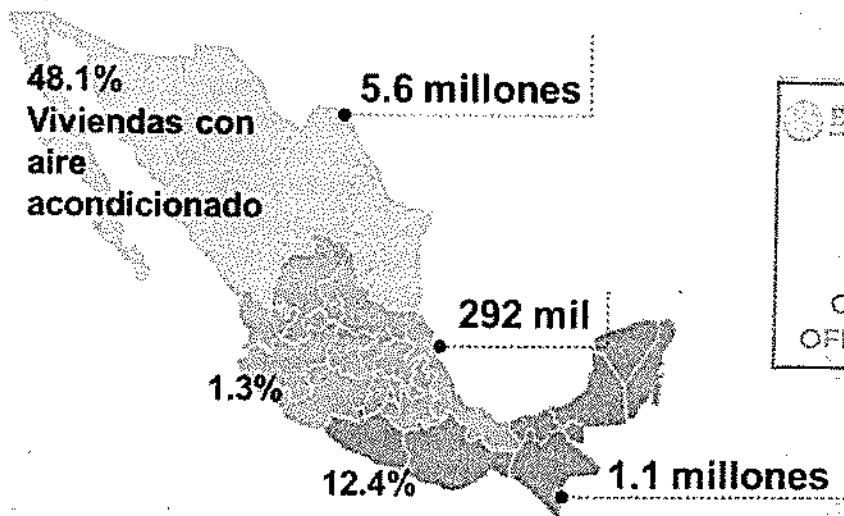 48.1%
Viviendas con
aire
acondicionado
5.6 millones
292 mil
1.3%
12.4%
1.1 millones